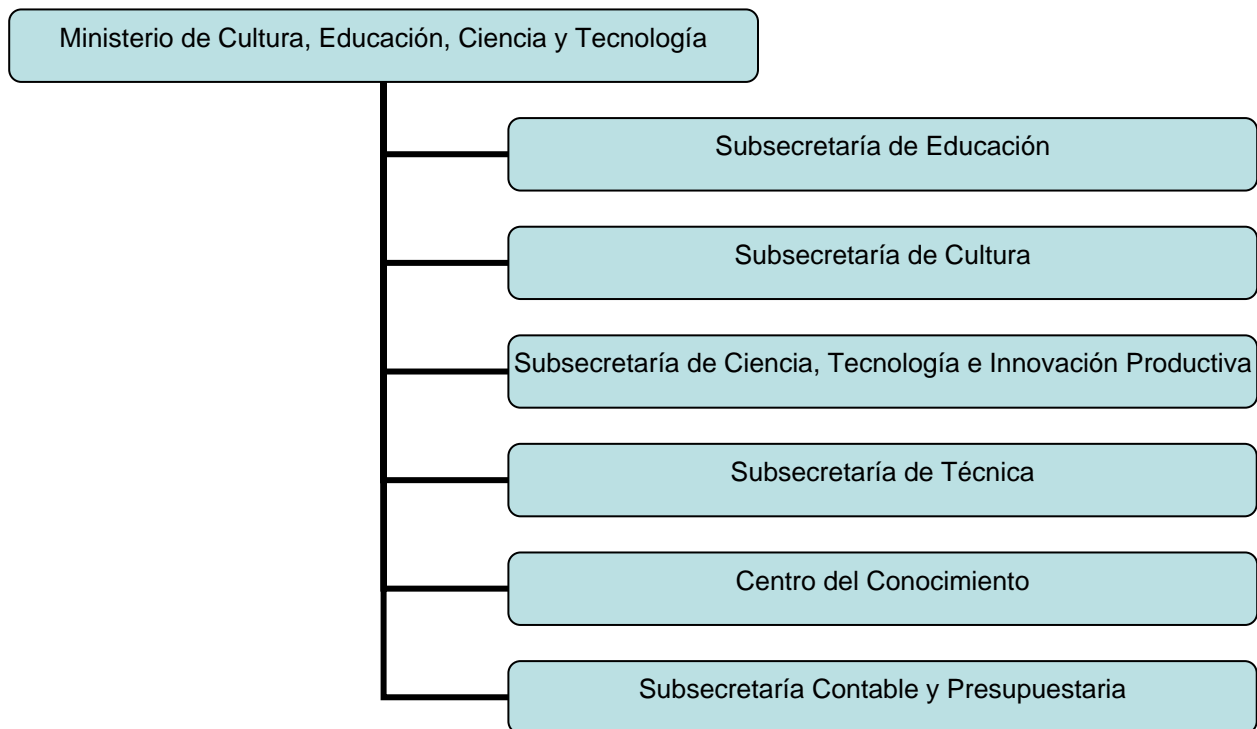 Ministerio de Cultura, Educación, Ciencia y Tecnología
Subsecretaría de Educación
Subsecretaría de Cultura
Subsecretaría de Ciencia, Tecnología e Innovación Productiva
Subsecretaría de Técnica
Centro del Conocimiento
Subsecretaría Contable y Presupuestaria